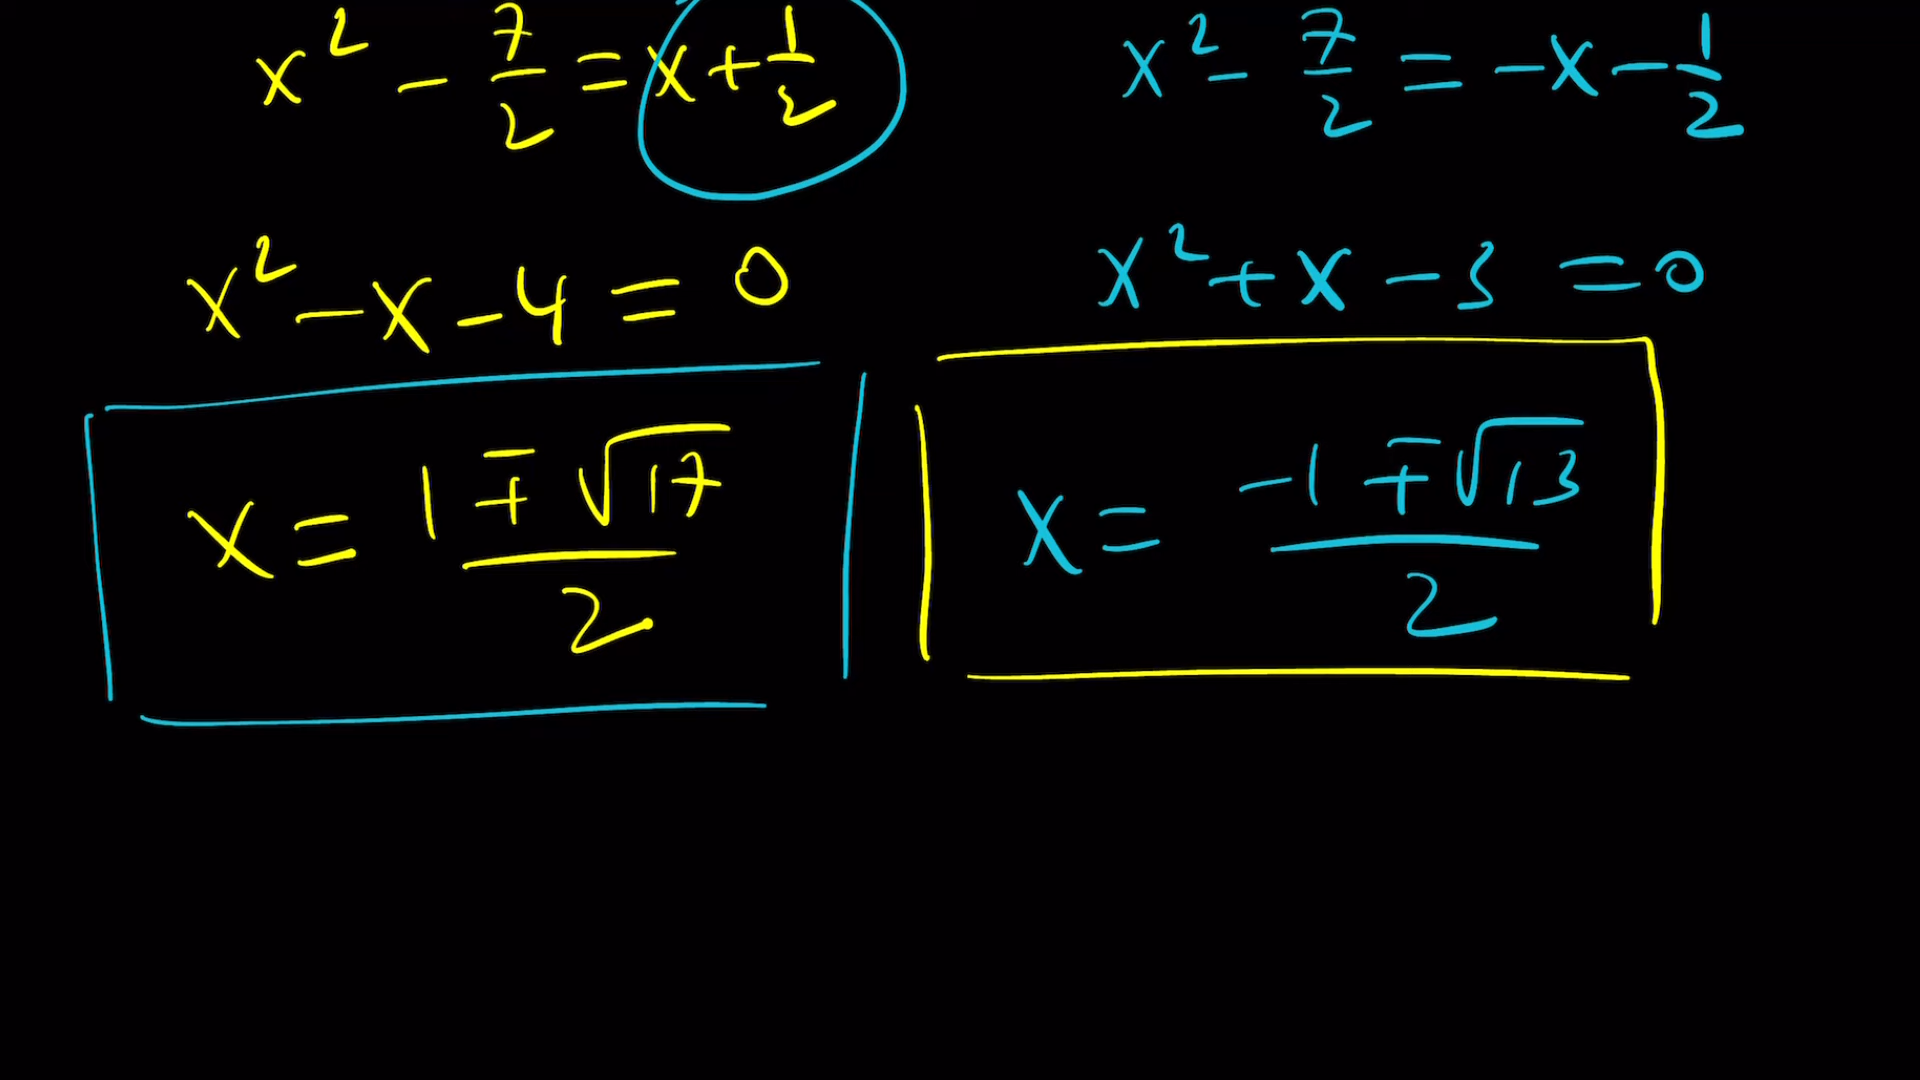 x² - 7/2 = x + 1/2
x² - x - 4 = 0
x = (1 ∓ √17)/2
x² - 7/2 = -x - 1/2
x² + x - 3 = 0
x = (-1 ∓ √13)/2